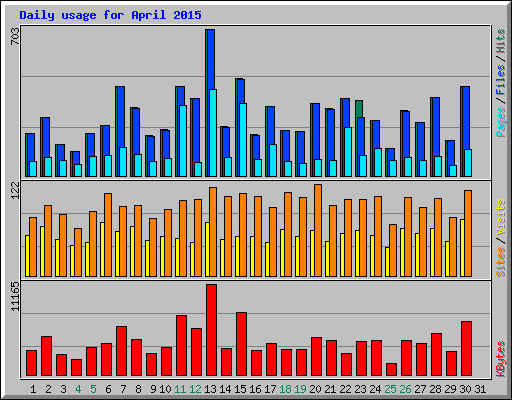 Daily usage for April 2015
703
Pages/Files/Hits
122
Sites/Visits
11165
KBytes
1 2 3 4 5 6 7 8 9 10 11 12 13 14 15 16 17 18 19 20 21 22 23 24 25 26 27 28 29 30 31